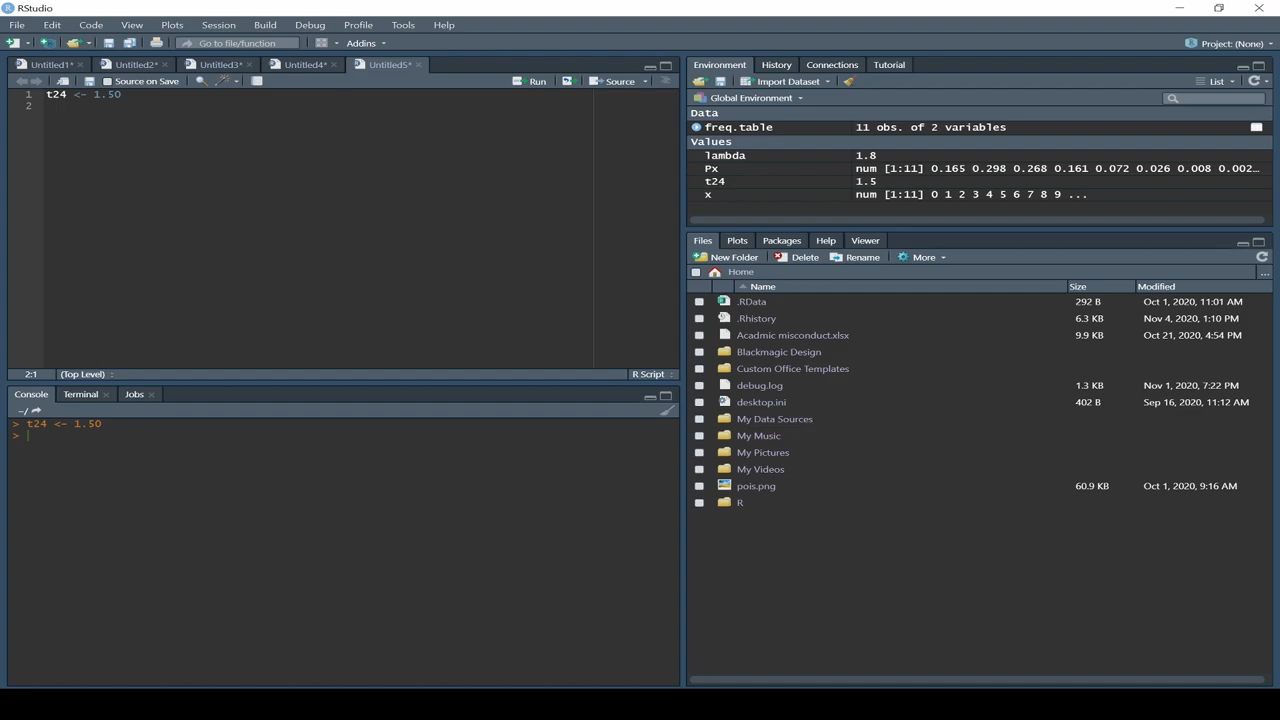 RStudio
File Edit Code View Plots Session Build Debug Profile Tools Help
Go to file/function Addins Project: (None)
Untitled1* Untitled2* Untitled3* Untitled4* Untitled5*
Source on Save Run Source
1 t24 <- 1.50
2
2:1 (Top Level) R Script
Console Terminal Jobs
~/
> t24 <- 1.50
>
Environment History Connections Tutorial
Import Dataset List
Global Environment
Data
freq.table 11 obs. of 2 variables
Values
lambda 1.8
Px num [1:11] 0.165 0.298 0.268 0.161 0.072 0.026 0.008 0.002…
t24 1.5
x num [1:11] 0 1 2 3 4 5 6 7 8 9 ...
Files Plots Packages Help Viewer
New Folder Delete Rename More
Home ...
Name Size Modified
.RData 292 B Oct 1, 2020, 11:01 AM
.Rhistory 6.3 KB Nov 4, 2020, 1:10 PM
Acadmic misconduct.xlsx 9.9 KB Oct 21, 2020, 4:54 PM
Blackmagic Design
Custom Office Templates
debug.log 1.3 KB Nov 1, 2020, 7:22 PM
desktop.ini 402 B Sep 16, 2020, 11:12 AM
My Data Sources
My Music
My Pictures
My Videos
pois.png 60.9 KB Oct 1, 2020, 9:16 AM
R